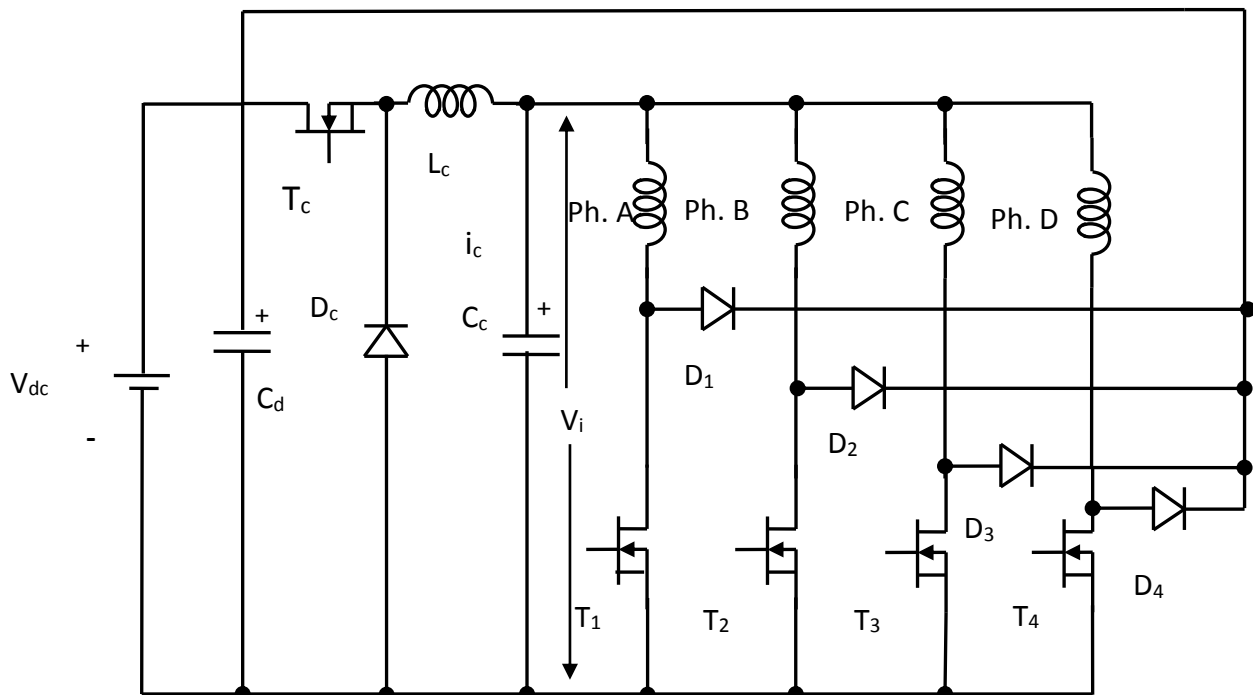 T_c
L_c
Ph. A
Ph. B
Ph. C
Ph. D
i_c
D_c
C_c
+
+
+
V_dc
-
C_d
V_i
D_1
D_2
D_3
D_4
T_1
T_2
T_3
T_4